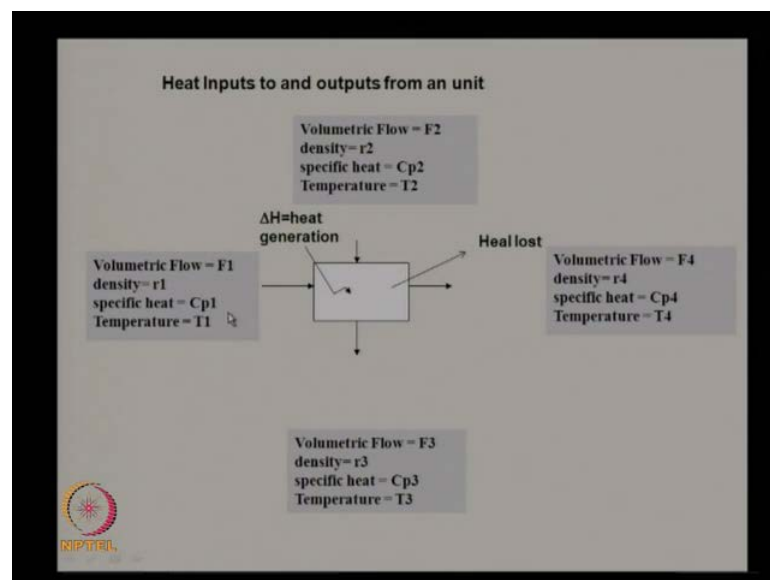 Heat Inputs to and outputs from an unit
Volumetric Flow = F2
density= r2
specific heat = Cp2
Temperature = T2
ΔH=heat
generation
Heal lost
Volumetric Flow = F1
density= r1
specific heat = Cp1
Temperature = T1
Volumetric Flow = F4
density= r4
specific heat = Cp4
Temperature = T4
Volumetric Flow = F3
density= r3
specific heat = Cp3
Temperature = T3
NPTEL